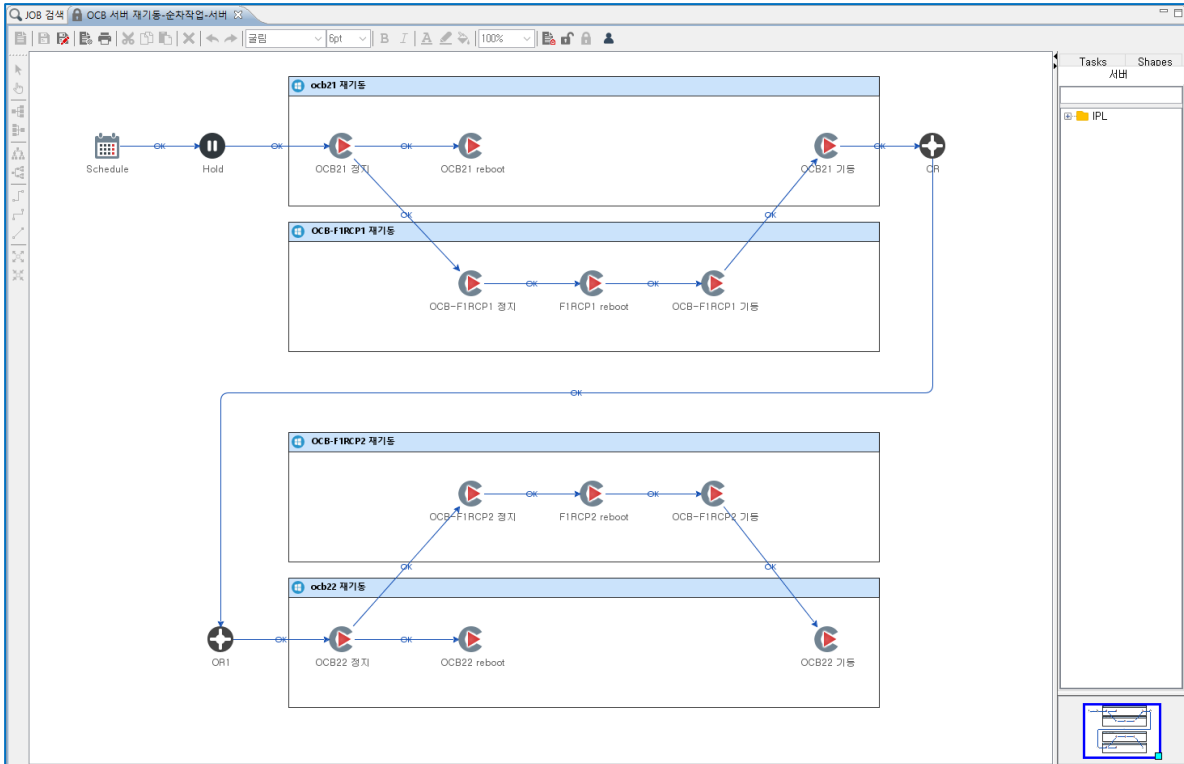 JOB 검색
OCB 서버 재기동-순차작업-서버
굴림
6pt
B
I
A
100%
Tasks
Shapes
서버
IPL
ocb21 재기동
Schedule
OK
Hold
OK
OCB21 정지
OK
OCB21 reboot
OCB21 기동
OK
OR
OK
OK
OCB-F1RCP1 재기동
OCB-F1RCP1 정지
OK
F1RCP1 reboot
OK
OCB-F1RCP1 기동
OK
OCB-F1RCP2 재기동
OCB-F1RCP2 정지
OK
F1RCP2 reboot
OK
OCB-F1RCP2 기동
OK
OK
ocb22 재기동
OR1
OK
OCB22 정지
OK
OCB22 reboot
OCB22 기동